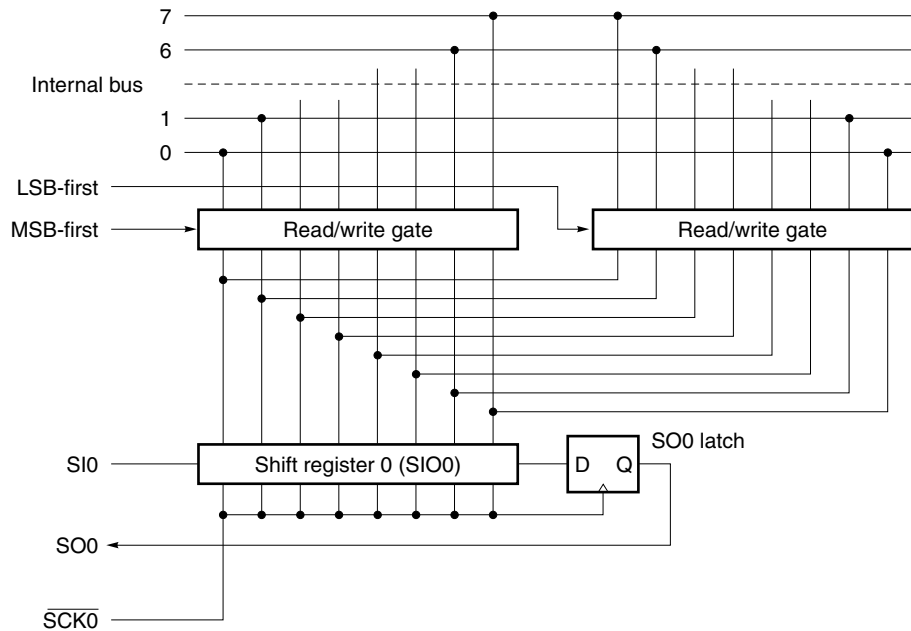 7
6
Internal bus
1
0
LSB-first
MSB-first
Read/write gate
Read/write gate
SO0 latch
SI0
Shift register 0 (SIO0)
D
Q
SO0
SCK0